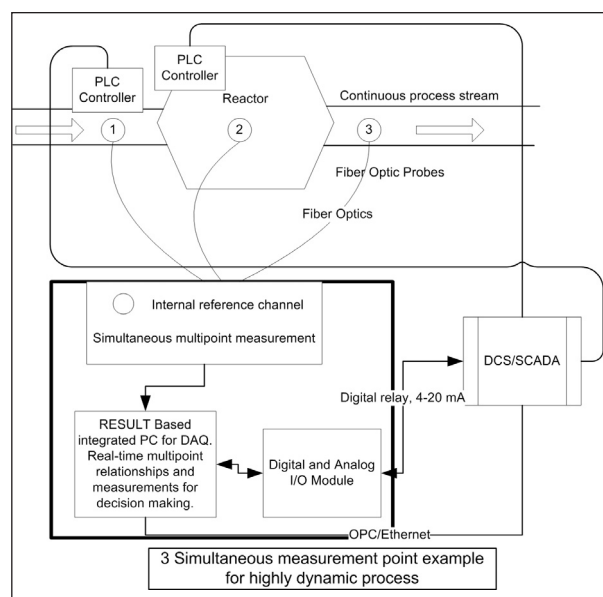 PLC
Controller
PLC
Controller
Reactor
Continuous process stream
1
2
3
Fiber Optic Probes
Fiber Optics
Internal reference channel
Simultaneous multipoint measurement
DCS/SCADA
Digital relay, 4-20 mA
RESULT Based
integrated PC for DAQ.
Real-time multipoint
relationships and
measurements for
decision making.
Digital and Analog
I/O Module
OPC/Ethernet
3 Simultaneous measurement point example
for highly dynamic process